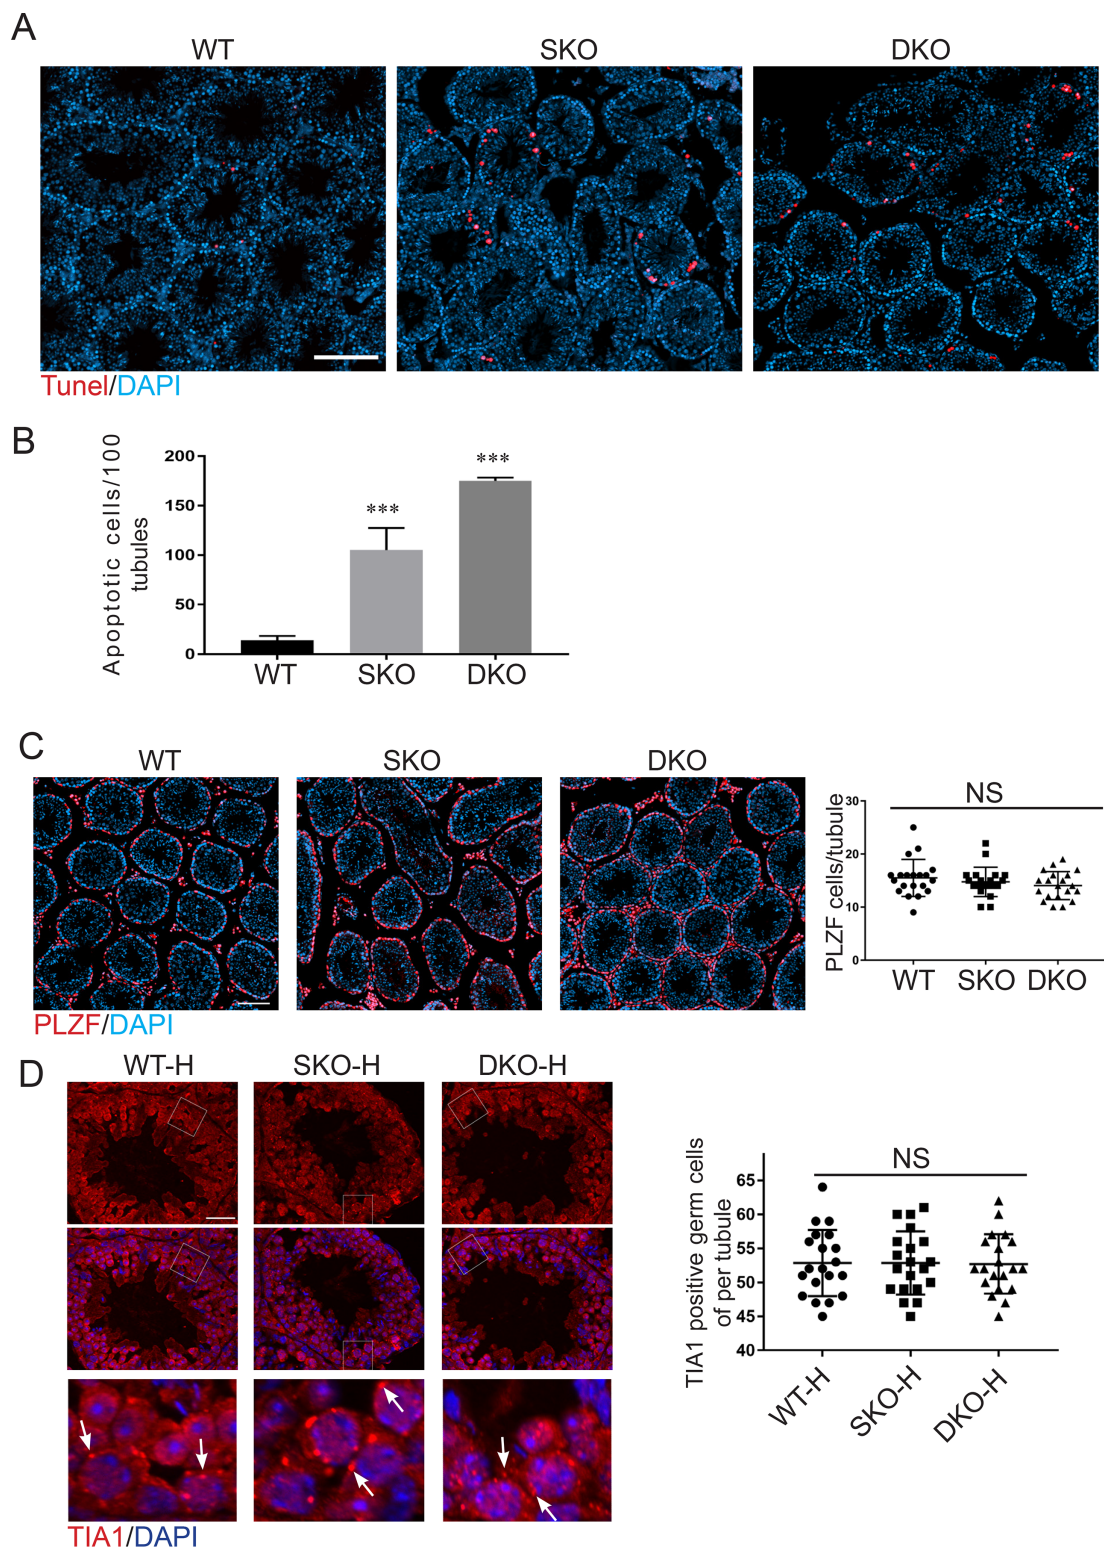 A
WT SKO DKO
Tunel/DAPI
B
Apoptotic cells/100
tubules
200
150
100
50
0
***
***
WT SKO DKO
C
WT SKO DKO
PLZF/DAPI
PLZF cells/tubule
30
20
10
0
NS
WT SKO DKO
D
WT-H SKO-H DKO-H
TIA1/DAPI
TIA1 positive germ cells
of per tubule
65
60
55
50
45
40
NS
WT-H SKO-H DKO-H